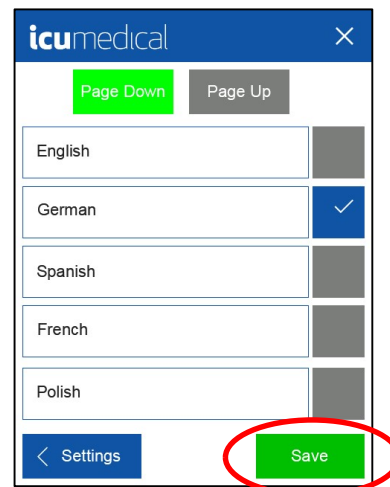 icumedical
Page Down Page Up
English
German
Spanish
French
Polish
Settings Save